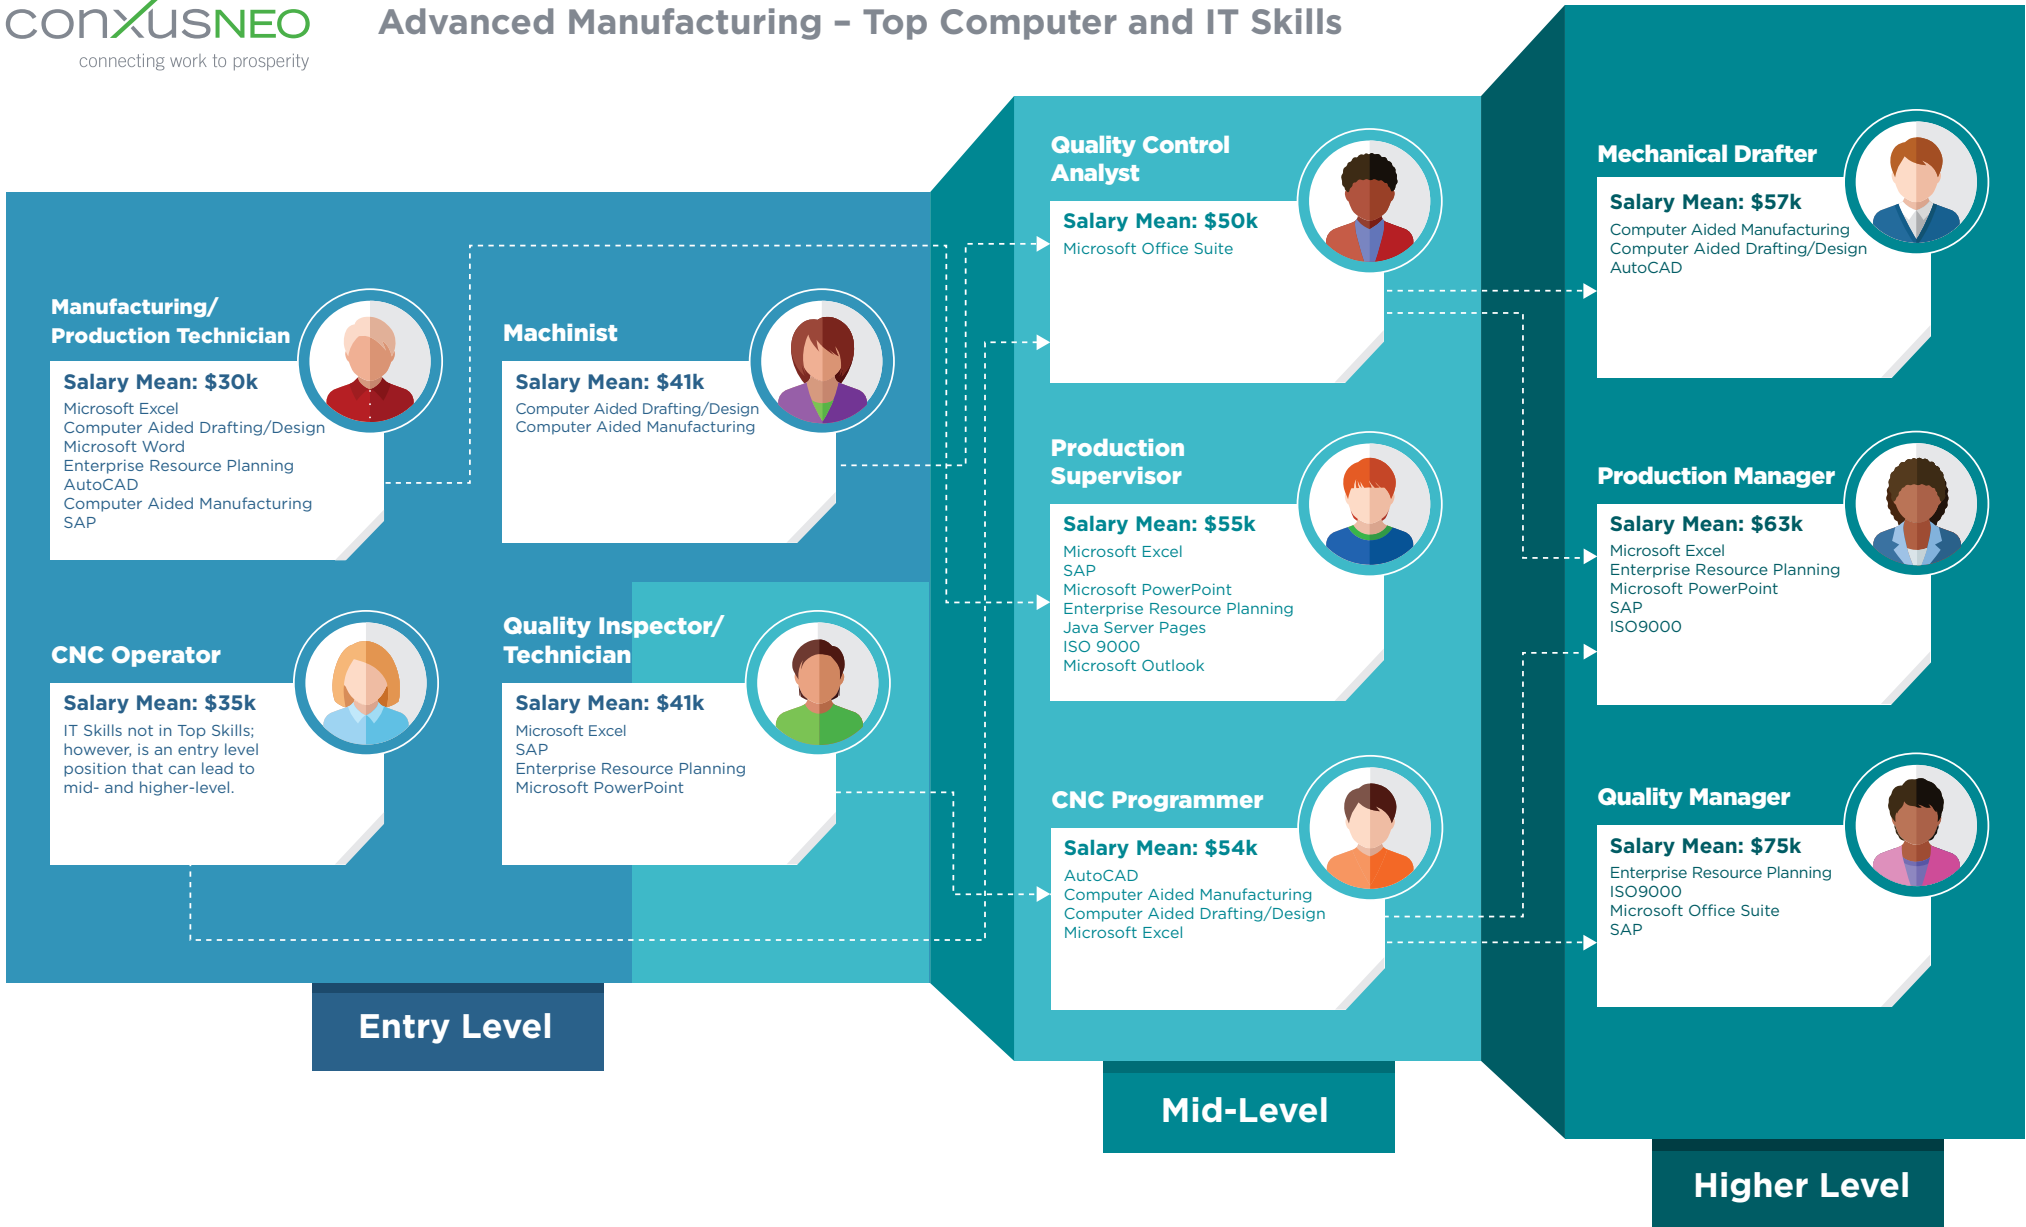 conxusneo
connecting work to prosperity
Advanced Manufacturing – Top Computer and IT Skills
Manufacturing/
Production Technician
Salary Mean: $30k
Microsoft Excel
Computer Aided Drafting/Design
Microsoft Word
Enterprise Resource Planning
AutoCAD
Computer Aided Manufacturing
SAP
Machinist
Salary Mean: $41k
Computer Aided Drafting/Design
Computer Aided Manufacturing
CNC Operator
Salary Mean: $35k
IT Skills not in Top Skills;
however, is an entry level
position that can lead to
mid- and higher-level.
Quality Inspector/
Technician
Salary Mean: $41k
Microsoft Excel
SAP
Enterprise Resource Planning
Microsoft PowerPoint
Entry Level
Quality Control
Analyst
Salary Mean: $50k
Microsoft Office Suite
Production
Supervisor
Salary Mean: $55k
Microsoft Excel
SAP
Microsoft PowerPoint
Enterprise Resource Planning
Java Server Pages
ISO 9000
Microsoft Outlook
CNC Programmer
Salary Mean: $54k
AutoCAD
Computer Aided Manufacturing
Computer Aided Drafting/Design
Microsoft Excel
Mid-Level
Mechanical Drafter
Salary Mean: $57k
Computer Aided Manufacturing
Computer Aided Drafting/Design
AutoCAD
Production Manager
Salary Mean: $63k
Microsoft Excel
Enterprise Resource Planning
Microsoft PowerPoint
SAP
ISO9000
Quality Manager
Salary Mean: $75k
Enterprise Resource Planning
ISO9000
Microsoft Office Suite
SAP
Higher Level